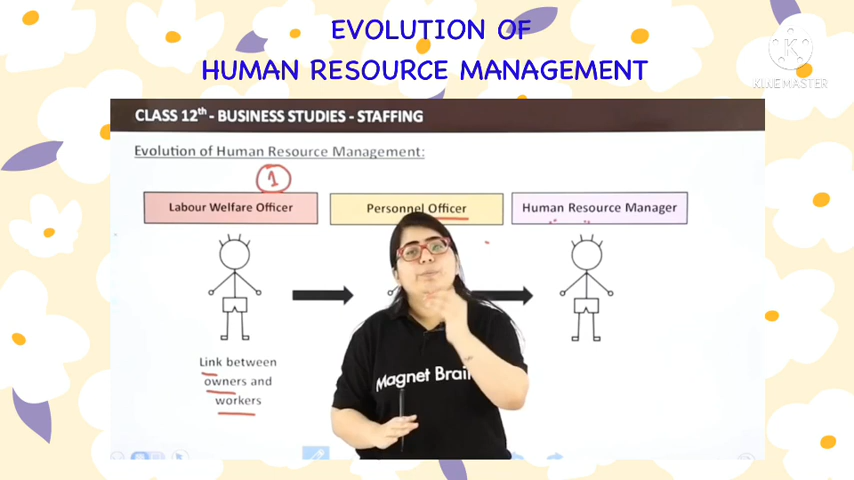 EVOLUTION OF
HUMAN RESOURCE MANAGEMENT
KINEMASTER
CLASS 12th - BUSINESS STUDIES - STAFFING
Evolution of Human Resource Management:
1
Labour Welfare Officer
Personnel Officer
Human Resource Manager
Link between
owners and
workers
Magnet Brai